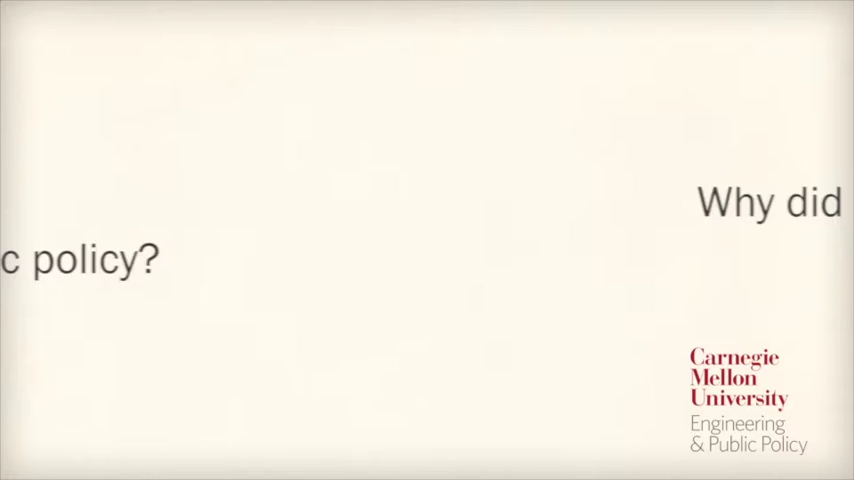 Why did
c policy?
Carnegie
Mellon
University
Engineering
& Public Policy